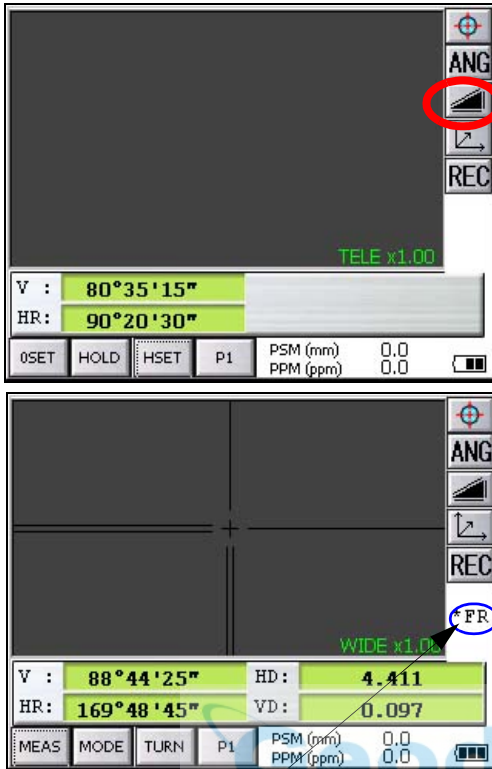 ANG
REC
TELE x1.00
V : 80°35'15"
HR: 90°20'30"
0SET HOLD HSET P1 PSM (mm) 0.0
PPM (ppm) 0.0
ANG
REC
*FR
WIDE x1.00
V : 88°44'25" HD: 4.411
HR: 169°48'45" VD: 0.097
MEAS MODE TURN P1 PSM (mm) 0.0
PPM (ppm) 0.0